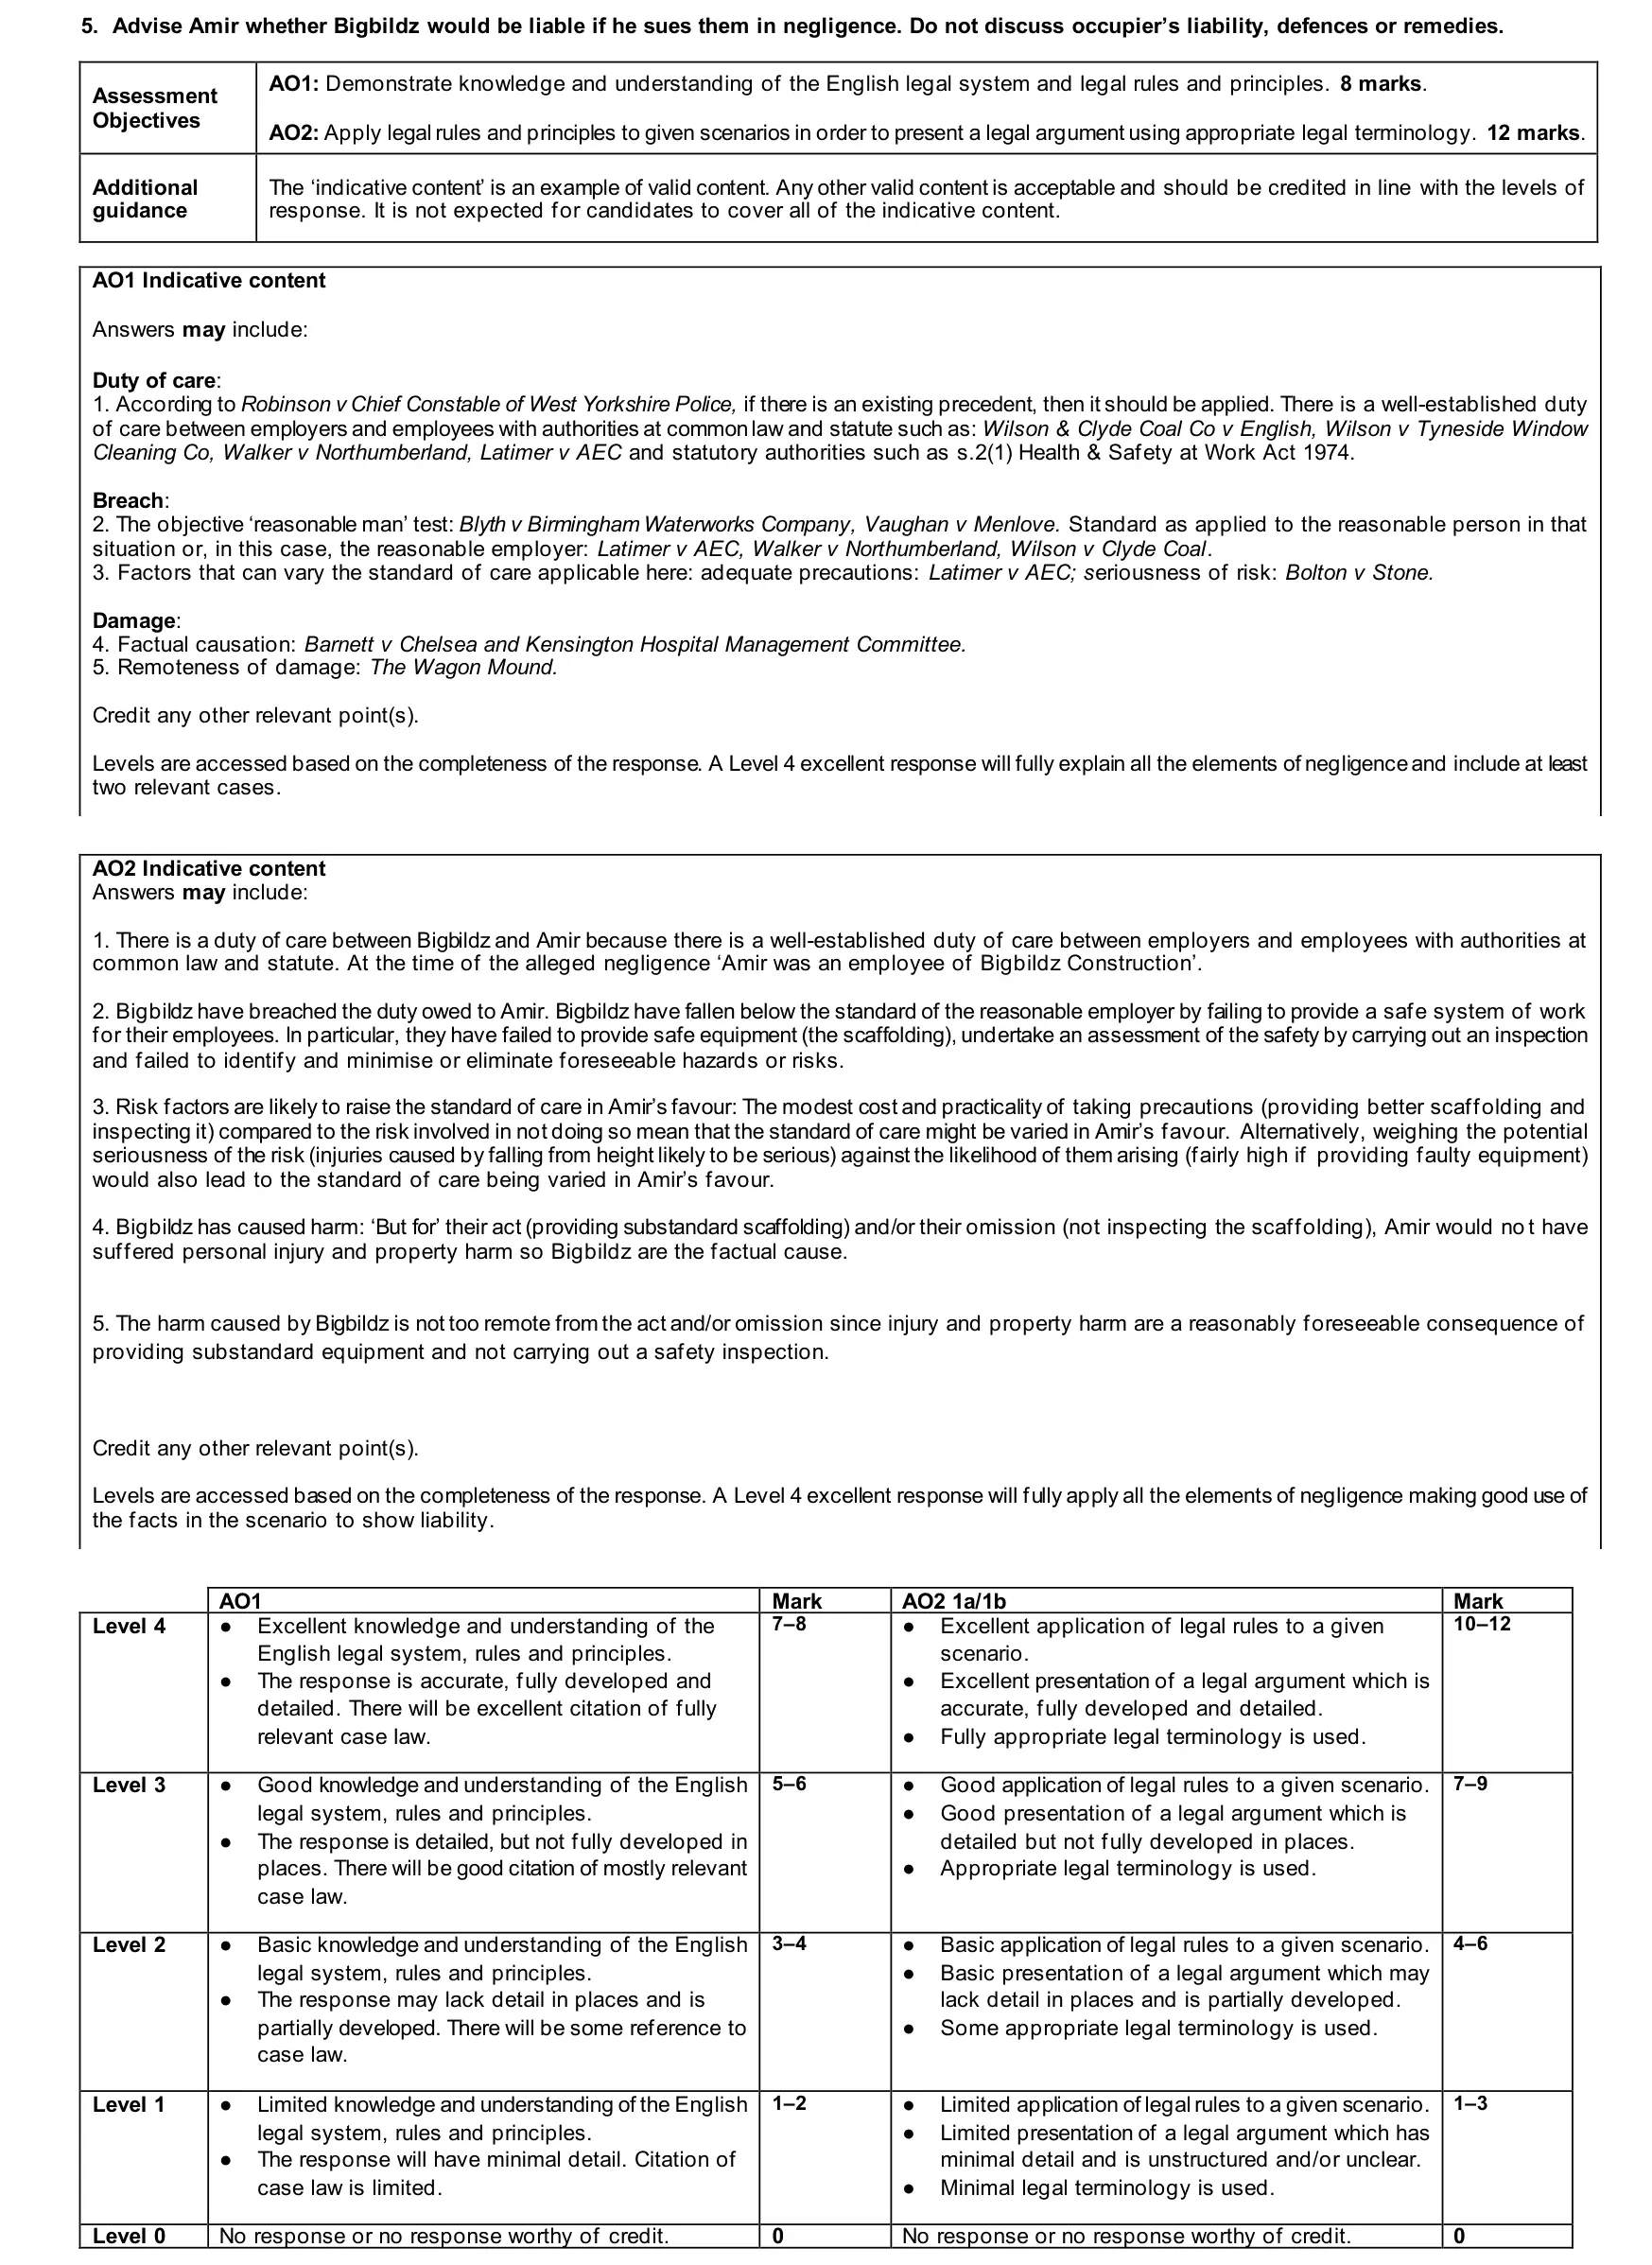 5. Advise Amir whether Bigbildz would be liable if he sues them in negligence. Do not discuss occupier's liability, defences or remedies.
Assessment
Objectives
AO1: Demonstrate knowledge and understanding of the English legal system and legal rules and principles. 8 marks.
AO2: Apply legal rules and principles to given scenarios in order to present a legal argument using appropriate legal terminology. 12 marks.
Additional
guidance
The 'indicative content' is an example of valid content. Any other valid content is acceptable and should be credited in line with the levels of
response. It is not expected for candidates to cover all of the indicative content.
AO1 Indicative content
Answers may include:
Duty of care:
1. According to Robinson v Chief Constable of West Yorkshire Police, if there is an existing precedent, then it should be applied. There is a well-established duty
of care between employers and employees with authorities at common law and statute such as: Wilson & Clyde Coal Co v English, Wilson v Tyneside Window
Cleaning Co, Walker v Northumberland, Latimer v AEC and statutory authorities such as s.2(1) Health & Safety at Work Act 1974.
Breach:
2. The objective 'reasonable man' test: Blyth v Birmingham Waterworks Company, Vaughan v Menlove. Standard as applied to the reasonable person in that
situation or, in this case, the reasonable employer: Latimer v AEC, Walker v Northumberland, Wilson v Clyde Coal.
3. Factors that can vary the standard of care applicable here: adequate precautions: Latimer v AEC; seriousness of risk: Bolton v Stone.
Damage:
4. Factual causation: Barnett v Chelsea and Kensington Hospital Management Committee.
5. Remoteness of damage: The Wagon Mound.
Credit any other relevant point(s).
Levels are accessed based on the completeness of the response. A Level 4 excellent response will fully explain all the elements of negligence and include at least
two relevant cases.
AO2 Indicative content
Answers may include:
1. There is a duty of care between Bigbildz and Amir because there is a well-established duty of care between employers and employees with authorities at
common law and statute. At the time of the alleged negligence 'Amir was an employee of Bigbildz Construction'.
2. Bigbildz have breached the duty owed to Amir. Bigbildz have fallen below the standard of the reasonable employer by failing to provide a safe system of work
for their employees. In particular, they have failed to provide safe equipment (the scaffolding), undertake an assessment of the safety by carrying out an inspection
and failed to identify and minimise or eliminate foreseeable hazards or risks.
3. Risk factors are likely to raise the standard of care in Amir's favour: The modest cost and practicality of taking precautions (providing better scaffolding and
inspecting it) compared to the risk involved in not doing so mean that the standard of care might be varied in Amir's favour. Alternatively, weighing the potential
seriousness of the risk (injuries caused by falling from height likely to be serious) against the likelihood of them arising (fairly high if providing faulty equipment)
would also lead to the standard of care being varied in Amir's favour.
4. Bigbildz has caused harm: 'But for' their act (providing substandard scaffolding) and/or their omission (not inspecting the scaffolding), Amir would not have
suffered personal injury and property harm so Bigbildz are the factual cause.
5. The harm caused by Bigbildz is not too remote from the act and/or omission since injury and property harm are a reasonably foreseeable consequence of
providing substandard equipment and not carrying out a safety inspection.
Credit any other relevant point(s).
Levels are accessed based on the completeness of the response. A Level 4 excellent response will fully apply all the elements of negligence making good use of
the facts in the scenario to show liability.
AO1 Mark AO2 1a/1b Mark
Level 4
● Excellent knowledge and understanding of the
English legal system, rules and principles.
● The response is accurate, fully developed and
detailed. There will be excellent citation of fully
relevant case law.
7–8
● Excellent application of legal rules to a given
scenario.
● Excellent presentation of a legal argument which is
accurate, fully developed and detailed.
● Fully appropriate legal terminology is used.
10–12
Level 3
● Good knowledge and understanding of the English
legal system, rules and principles.
● The response is detailed, but not fully developed in
places. There will be good citation of mostly relevant
case law.
5–6
● Good application of legal rules to a given scenario.
● Good presentation of a legal argument which is
detailed but not fully developed in places.
● Appropriate legal terminology is used.
7–9
Level 2
● Basic knowledge and understanding of the English
legal system, rules and principles.
● The response may lack detail in places and is
partially developed. There will be some reference to
case law.
3–4
● Basic application of legal rules to a given scenario.
● Basic presentation of a legal argument which may
lack detail in places and is partially developed.
● Some appropriate legal terminology is used.
4–6
Level 1
● Limited knowledge and understanding of the English
legal system, rules and principles.
● The response will have minimal detail. Citation of
case law is limited.
1–2
● Limited application of legal rules to a given scenario.
● Limited presentation of a legal argument which has
minimal detail and is unstructured and/or unclear.
● Minimal legal terminology is used.
1–3
Level 0
No response or no response worthy of credit.
0
No response or no response worthy of credit.
0